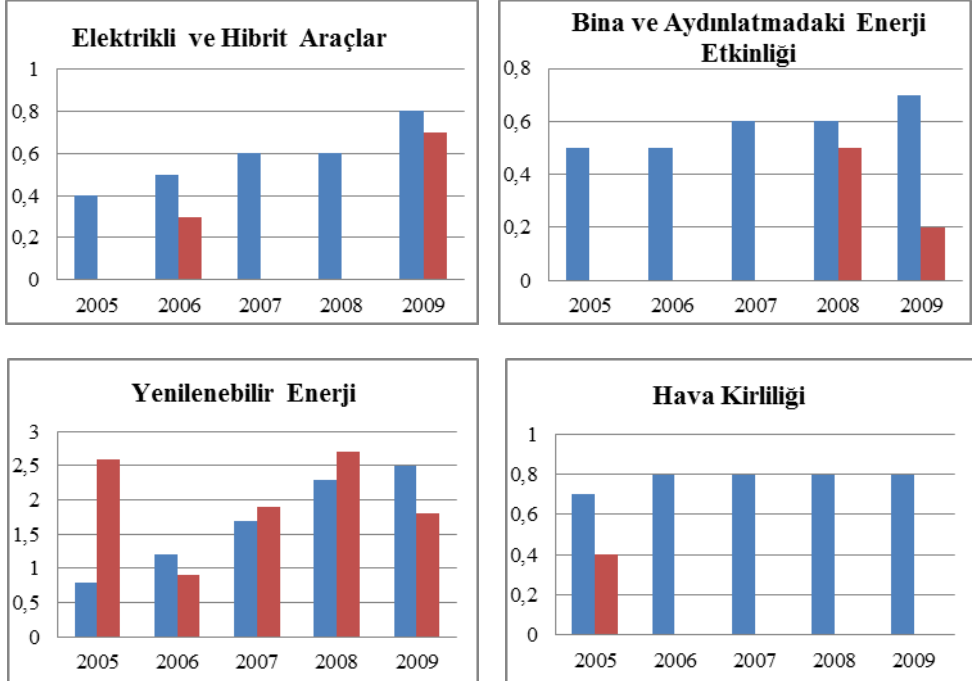 Elektrikli ve Hibrit Araçlar
1
0,8
0,6
0,4
0,2
0
2005 2006 2007 2008 2009
Bina ve Aydınlatmadaki Enerji
Etkinliği
0,8
0,6
0,4
0,2
0
2005 2006 2007 2008 2009
Yenilenebilir Enerji
3
2,5
2
1,5
1
0,5
0
2005 2006 2007 2008 2009
Hava Kirliliği
1
0,8
0,6
0,4
0,2
0
2005 2006 2007 2008 2009